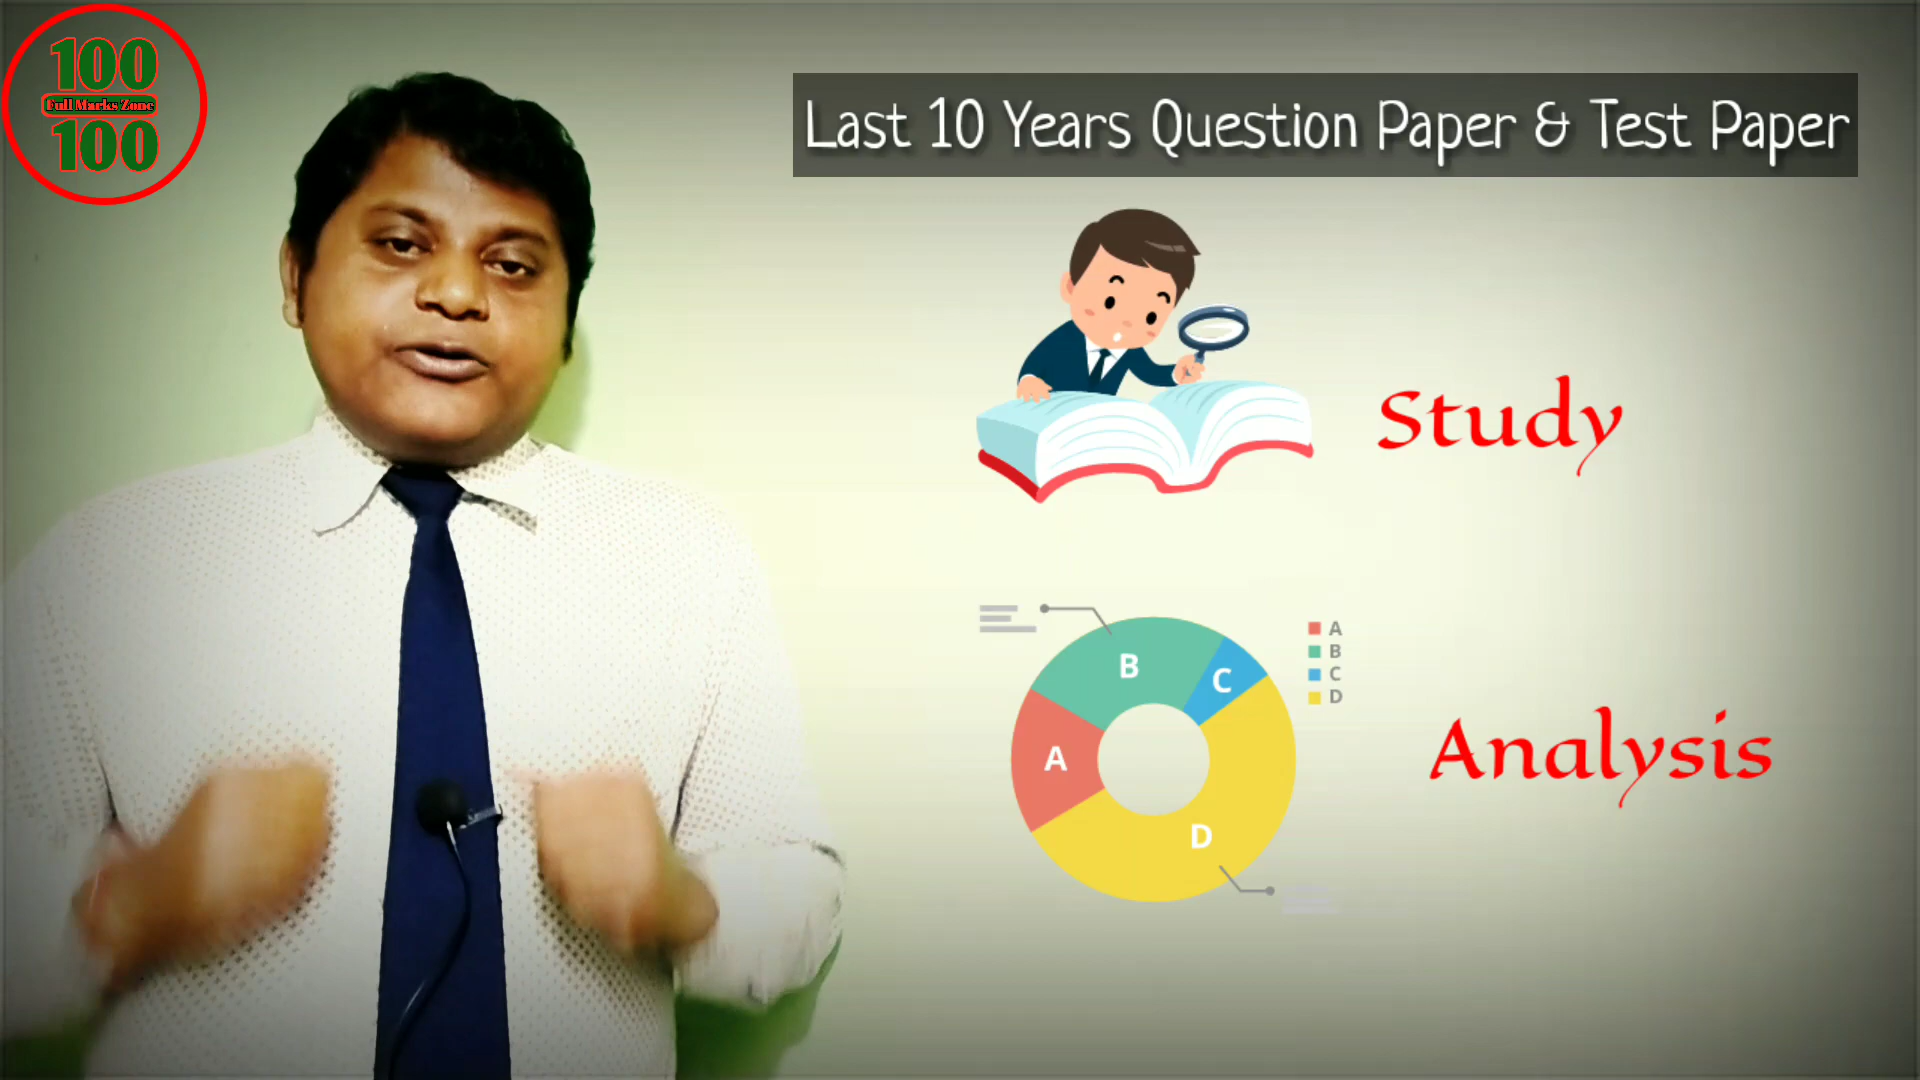 100
Full Marks Zone
100
Last 10 Years Question Paper & Test Paper
Study
A
B
C
D
B
C
A
D
Analysis